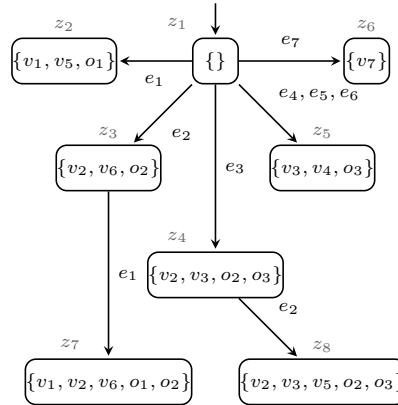 z₂ z₁ z₆
{v₁, v₅, o₁} e₁ {} e₇ {v₇}
e₄, e₅, e₆
z₃ e₂ z₅
{v₂, v₆, o₂} e₃ {v₃, v₄, o₃}
z₄
e₁ {v₂, v₃, o₂, o₃}
e₂
z₇ z₈
{v₁, v₂, v₆, o₁, o₂} {v₂, v₃, v₅, o₂, o₃}